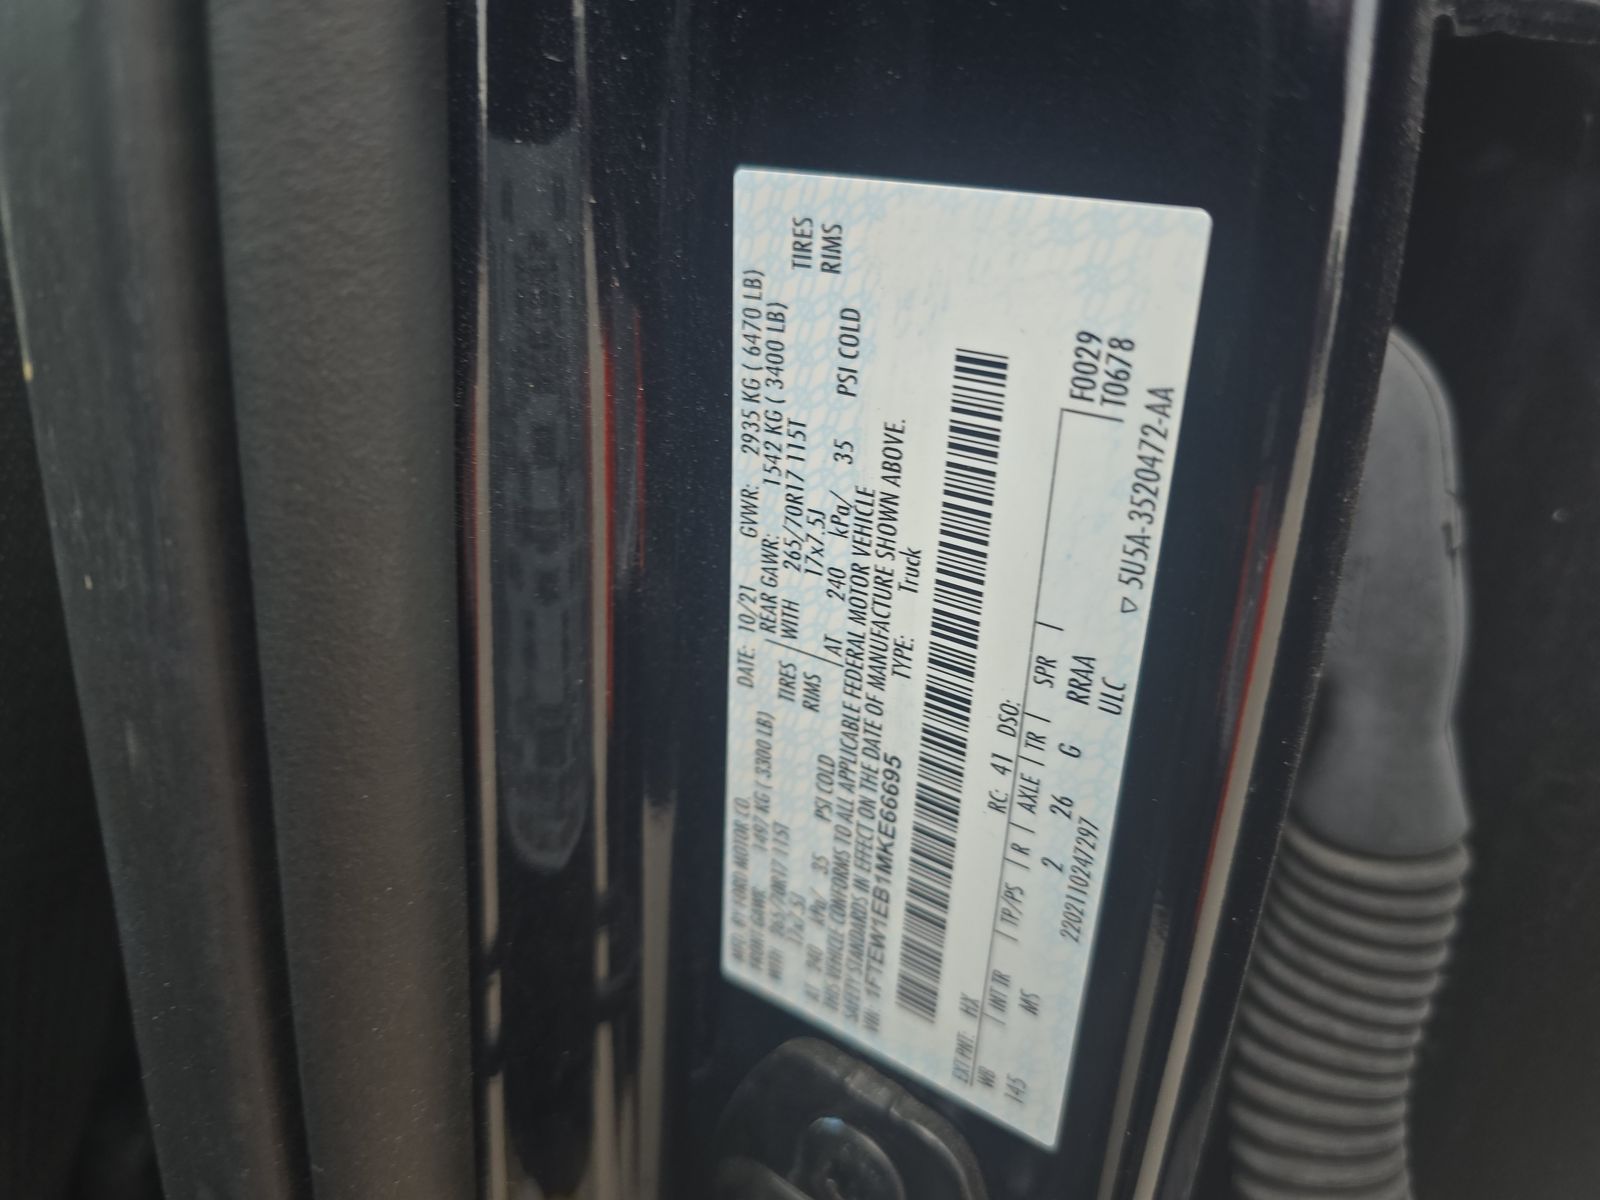 MFD. BY FORD MOTOR CO. DATE: 10/21 GVWR: 2935 KG ( 6470 LB)
FRONT GAWR: 1497 KG ( 3300 LB) REAR GAWR: 1542 KG ( 3400 LB)
WITH 265/70R17 115T TIRES WITH 265/70R17 115T TIRES
17x7.5J RIMS 17x7.5J RIMS
AT 240 kPa/ 35 PSI COLD AT 240 kPa/ 35 PSI COLD
THIS VEHICLE CONFORMS TO ALL APPLICABLE FEDERAL MOTOR VEHICLE
SAFETY STANDARDS IN EFFECT ON THE DATE OF MANUFACTURE SHOWN ABOVE.
VIN: 1FTEW1EB1MKE66695 TYPE: Truck
EXT PNT: RC: 41 DSO:
WB INT TR TP/PS R AXLE TR SPR F0029
145 MS 2 26 G RRAA T0678
2202110247297 ULC ▽ 5U5A-3520472-AA